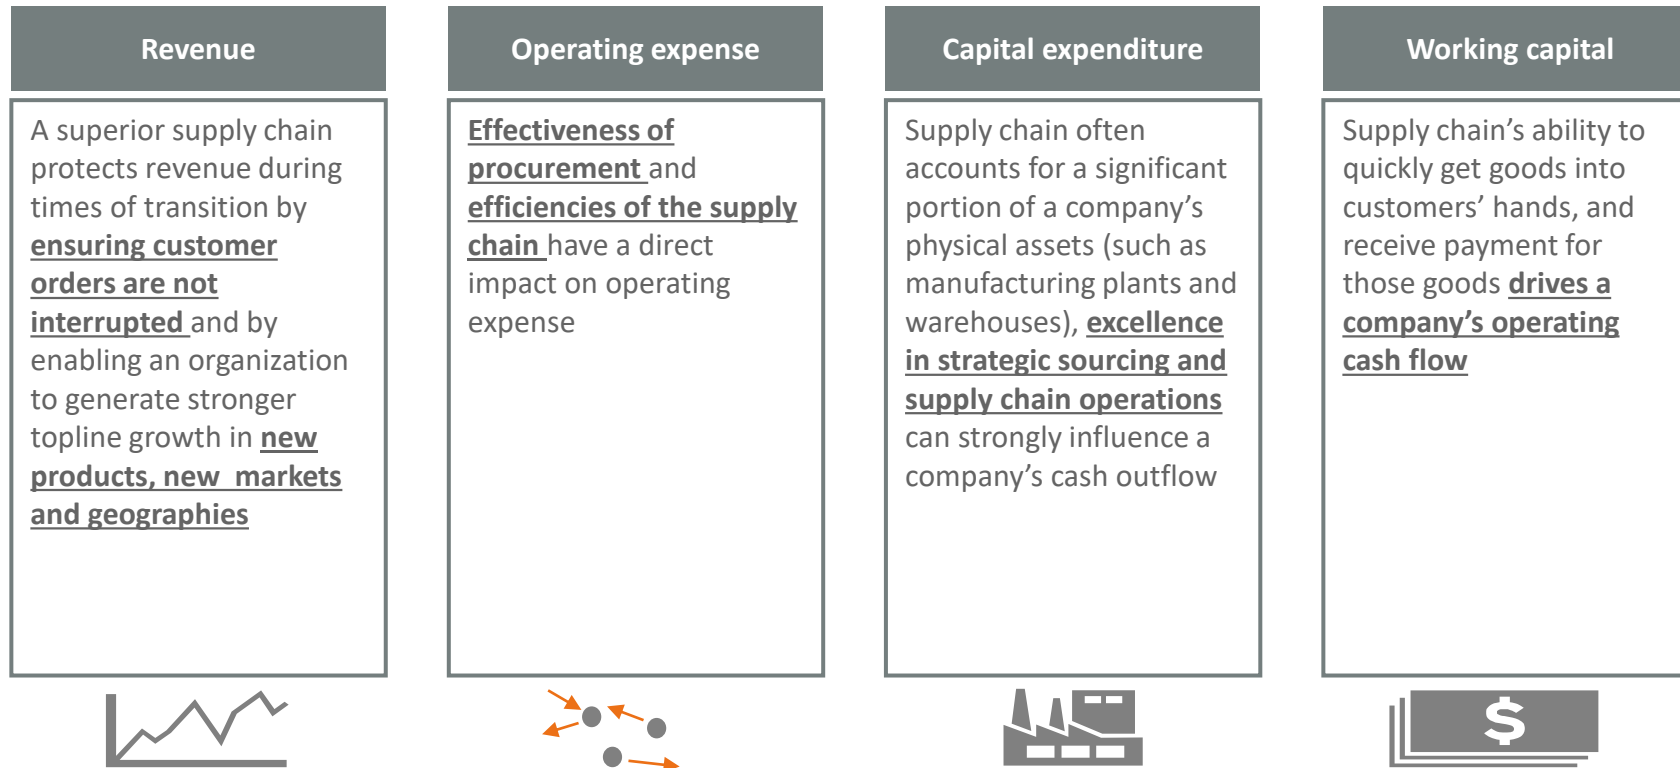 Revenue
A superior supply chain
protects revenue during
times of transition by
ensuring customer
orders are not
interrupted and by
enabling an organization
to generate stronger
topline growth in new
products, new  markets
and geographies
Operating expense
Effectiveness of
procurement and
efficiencies of the supply
chain have a direct
impact on operating
expense
Capital expenditure
Supply chain often
accounts for a significant
portion of a company’s
physical assets (such as
manufacturing plants and
warehouses), excellence
in strategic sourcing and
supply chain operations
can strongly influence a
company’s cash outflow
Working capital
Supply chain’s ability to
quickly get goods into
customers’ hands, and
receive payment for
those goods drives a
company’s operating
cash flow
$